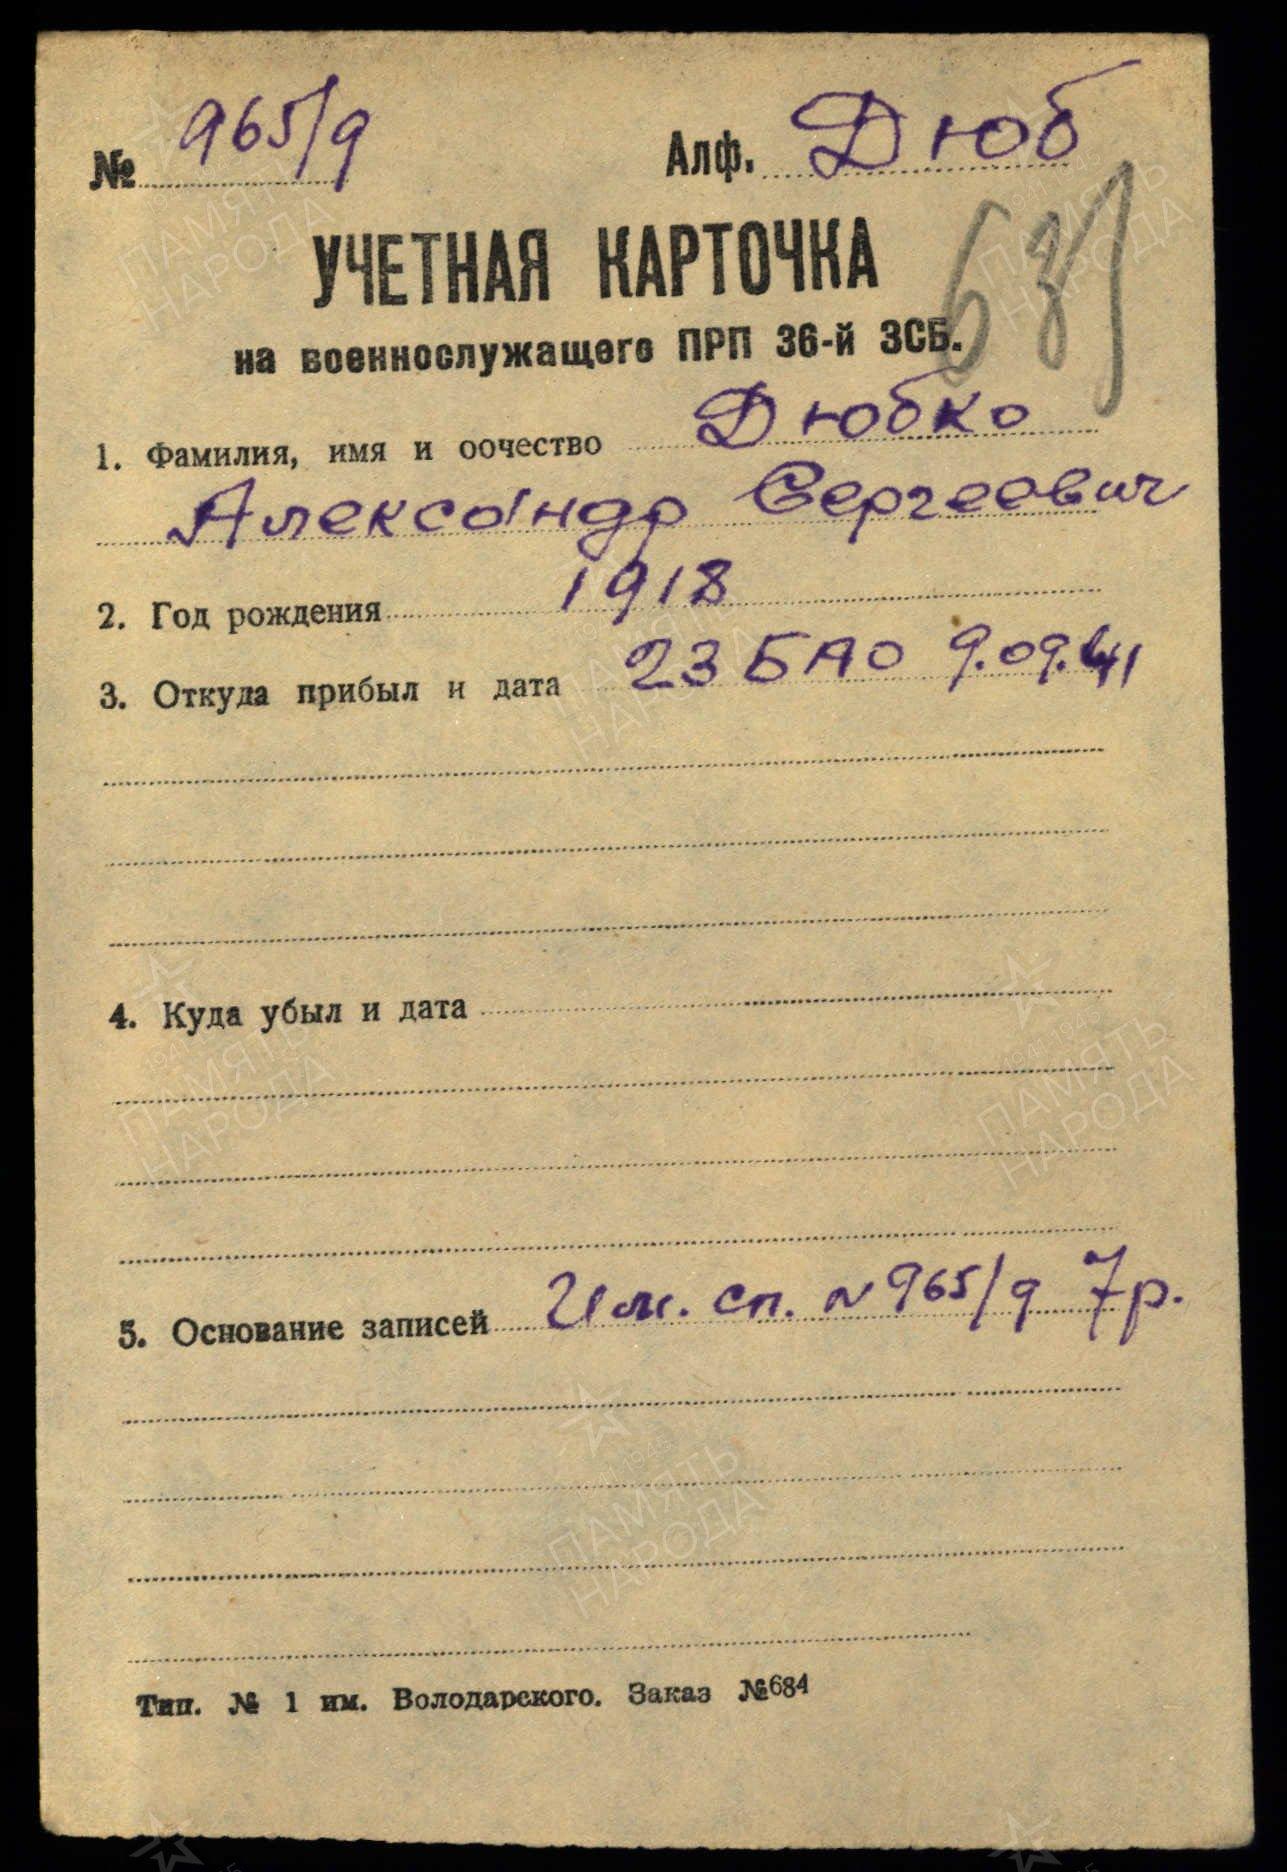 № 965/9 Алф. Дюб
УЧЕТНАЯ КАРТОЧКА
на военнослужащего ПРП 36-й ЗСБ.
1. Фамилия, имя и оочество Дюбко
Александр Сергеевич
2. Год рождения 1918
3. Откуда прибыл и дата 23 БАО 9.09.41
4. Куда убыл и дата
5. Основание записей Им. сп. N 965/9 7р.
Тип. № 1 им. Володарского. Заказ №684
ПАМЯТЬ
НАРОДА